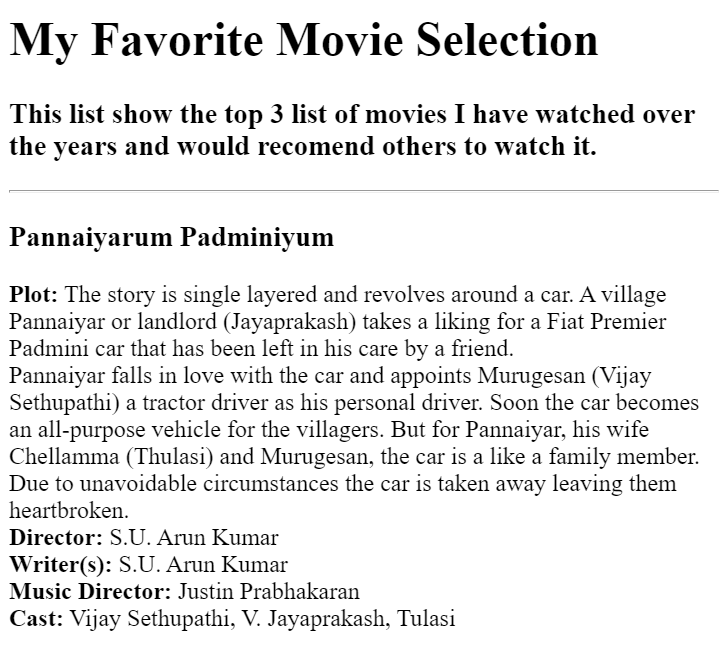 My Favorite Movie Selection
This list show the top 3 list of movies I have watched over
the years and would recomend others to watch it.
Pannaiyarum Padminiyum
Plot: The story is single layered and revolves around a car. A village
Pannaiyar or landlord (Jayaprakash) takes a liking for a Fiat Premier
Padmini car that has been left in his care by a friend.
Pannaiyar falls in love with the car and appoints Murugesan (Vijay
Sethupathi) a tractor driver as his personal driver. Soon the car becomes
an all-purpose vehicle for the villagers. But for Pannaiyar, his wife
Chellamma (Thulasi) and Murugesan, the car is a like a family member.
Due to unavoidable circumstances the car is taken away leaving them
heartbroken.
Director: S.U. Arun Kumar
Writer(s): S.U. Arun Kumar
Music Director: Justin Prabhakaran
Cast: Vijay Sethupathi, V. Jayaprakash, Tulasi